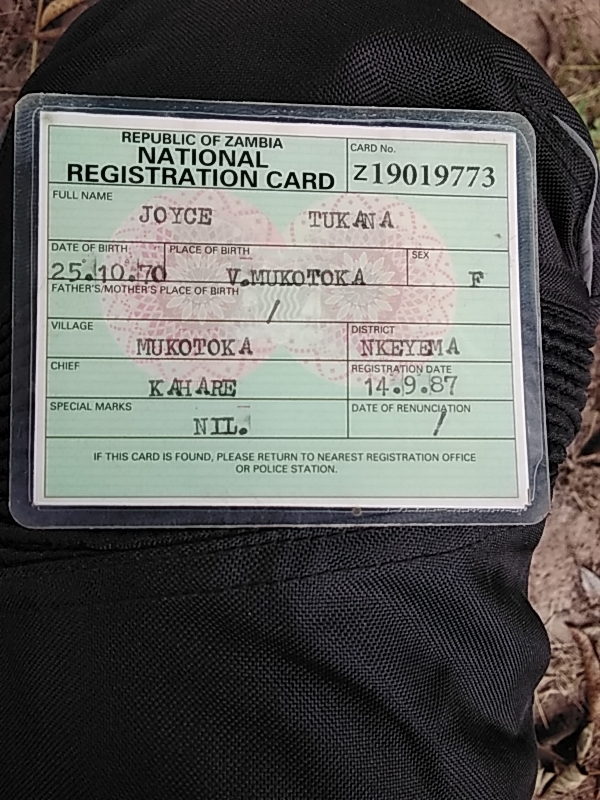 REPUBLIC OF ZAMBIA
NATIONAL
REGISTRATION CARD
CARD No.
Z19019773
FULL NAME
JOYCE TUKANA
DATE OF BIRTH
25.10.70
PLACE OF BIRTH
V.MUKOTOKA
SEX
F
FATHER'S/MOTHER'S PLACE OF BIRTH
/
VILLAGE
MUKOTOKA
DISTRICT
NKEYEMA
CHIEF
KAHARE
REGISTRATION DATE
14.9.87
SPECIAL MARKS
NIL.
DATE OF RENUNCIATION
/
IF THIS CARD IS FOUND, PLEASE RETURN TO NEAREST REGISTRATION OFFICE
OR POLICE STATION.